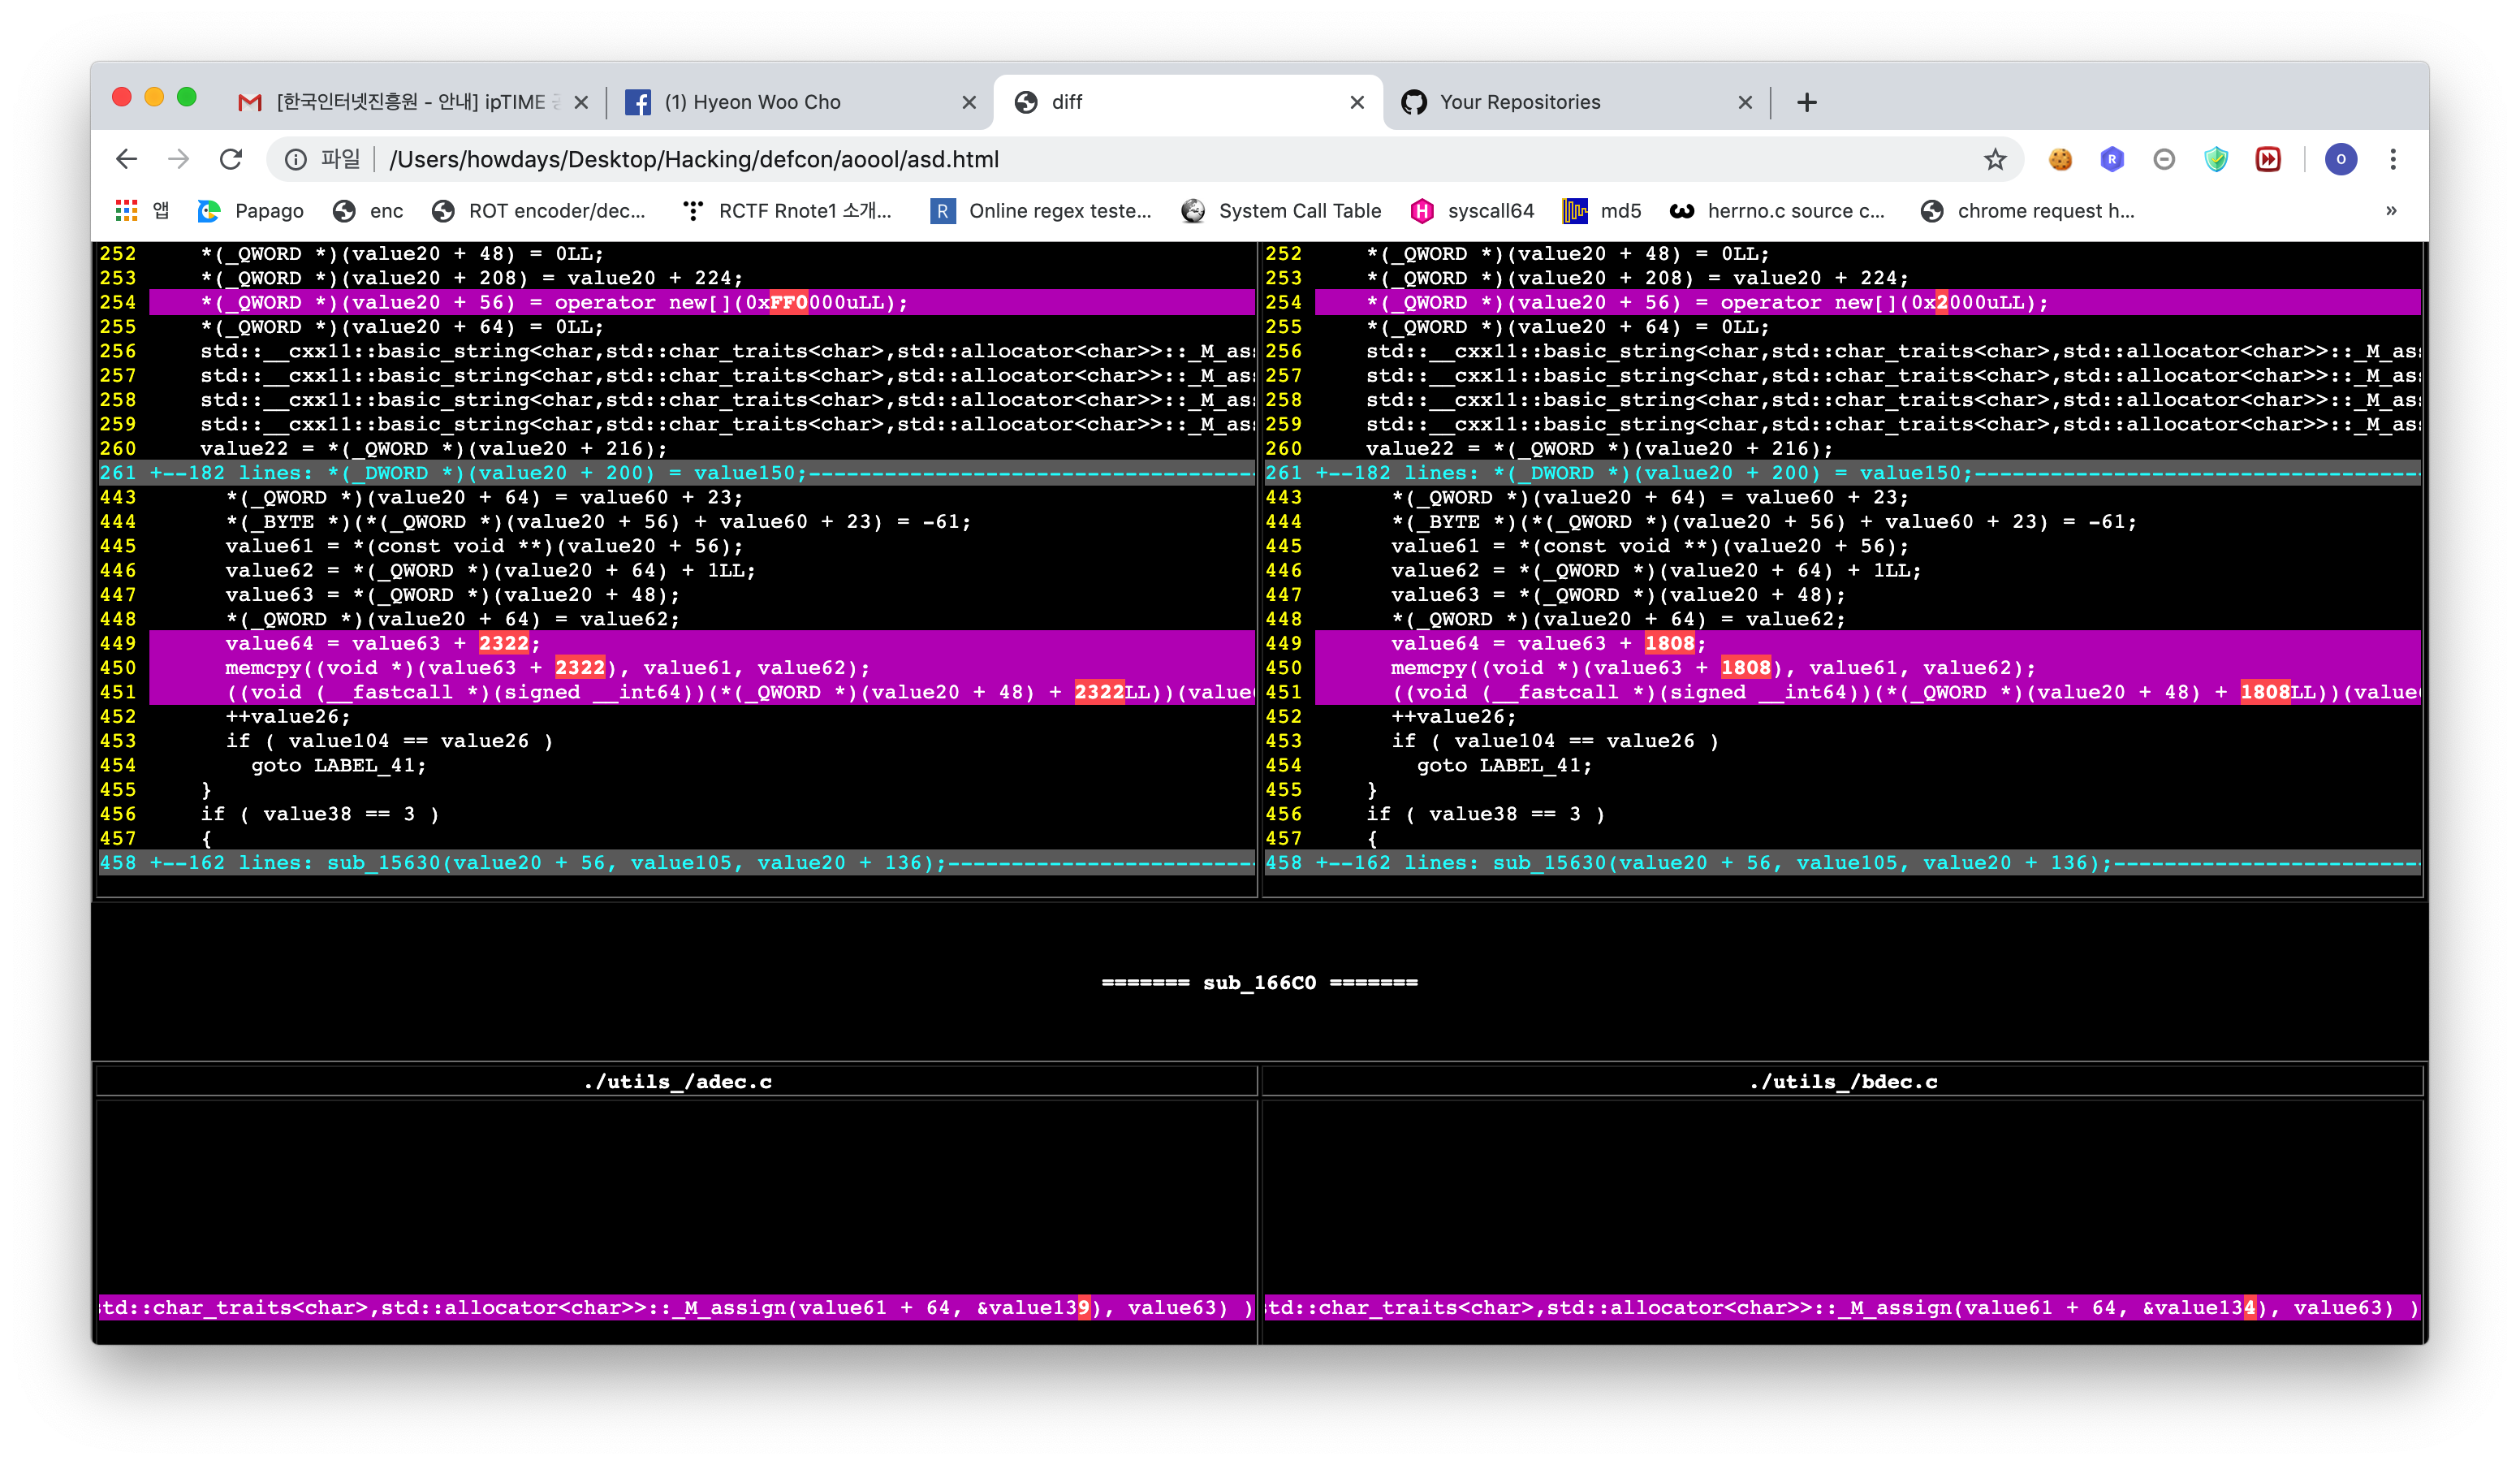 [한국인터넷진흥원 - 안내] ipTIME
(1) Hyeon Woo Cho
diff
Your Repositories
파일 /Users/howdays/Desktop/Hacking/defcon/aoool/asd.html
R
o
앱
Papago
enc
ROT encoder/dec...
RCTF Rnote1 소개...
R
Online regex teste...
System Call Table
H
syscall64
md5
herrno.c source c...
chrome request h...
»
252 *(_QWORD *)(value20 + 48) = 0LL;
253 *(_QWORD *)(value20 + 208) = value20 + 224;
254 *(_QWORD *)(value20 + 56) = operator new[](0xFF0000uLL);
255 *(_QWORD *)(value20 + 64) = 0LL;
256 std::__cxx11::basic_string<char,std::char_traits<char>,std::allocator<char>>::_M_as
257 std::__cxx11::basic_string<char,std::char_traits<char>,std::allocator<char>>::_M_as
258 std::__cxx11::basic_string<char,std::char_traits<char>,std::allocator<char>>::_M_as
259 std::__cxx11::basic_string<char,std::char_traits<char>,std::allocator<char>>::_M_as
260 value22 = *(_QWORD *)(value20 + 216);
261 +--182 lines: *(_DWORD *)(value20 + 200) = value150;-----------------------------------
443 *(_QWORD *)(value20 + 64) = value60 + 23;
444 *(_BYTE *)(*(_QWORD *)(value20 + 56) + value60 + 23) = -61;
445 value61 = *(const void **)(value20 + 56);
446 value62 = *(_QWORD *)(value20 + 64) + 1LL;
447 value63 = *(_QWORD *)(value20 + 48);
448 *(_QWORD *)(value20 + 64) = value62;
449 value64 = value63 + 2322;
450 memcpy((void *)(value63 + 2322), value61, value62);
451 ((void (__fastcall *)(signed __int64))(*(_QWORD *)(value20 + 48) + 2322LL))(value
452 ++value26;
453 if ( value104 == value26 )
454 goto LABEL_41;
455 }
456 if ( value38 == 3 )
457 {
458 +--162 lines: sub_15630(value20 + 56, value105, value20 + 136);------------------------
252 *(_QWORD *)(value20 + 48) = 0LL;
253 *(_QWORD *)(value20 + 208) = value20 + 224;
254 *(_QWORD *)(value20 + 56) = operator new[](0x2000uLL);
255 *(_QWORD *)(value20 + 64) = 0LL;
256 std::__cxx11::basic_string<char,std::char_traits<char>,std::allocator<char>>::_M_as
257 std::__cxx11::basic_string<char,std::char_traits<char>,std::allocator<char>>::_M_as
258 std::__cxx11::basic_string<char,std::char_traits<char>,std::allocator<char>>::_M_as
259 std::__cxx11::basic_string<char,std::char_traits<char>,std::allocator<char>>::_M_as
260 value22 = *(_QWORD *)(value20 + 216);
261 +--182 lines: *(_DWORD *)(value20 + 200) = value150;-----------------------------------
443 *(_QWORD *)(value20 + 64) = value60 + 23;
444 *(_BYTE *)(*(_QWORD *)(value20 + 56) + value60 + 23) = -61;
445 value61 = *(const void **)(value20 + 56);
446 value62 = *(_QWORD *)(value20 + 64) + 1LL;
447 value63 = *(_QWORD *)(value20 + 48);
448 *(_QWORD *)(value20 + 64) = value62;
449 value64 = value63 + 1808;
450 memcpy((void *)(value63 + 1808), value61, value62);
451 ((void (__fastcall *)(signed __int64))(*(_QWORD *)(value20 + 48) + 1808LL))(value
452 ++value26;
453 if ( value104 == value26 )
454 goto LABEL_41;
455 }
456 if ( value38 == 3 )
457 {
458 +--162 lines: sub_15630(value20 + 56, value105, value20 + 136);------------------------
======= sub_166C0 =======
./utils_/adec.c
./utils_/bdec.c
std::char_traits<char>,std::allocator<char>>::_M_assign(value61 + 64, &value139), value63) )
std::char_traits<char>,std::allocator<char>>::_M_assign(value61 + 64, &value134), value63) )